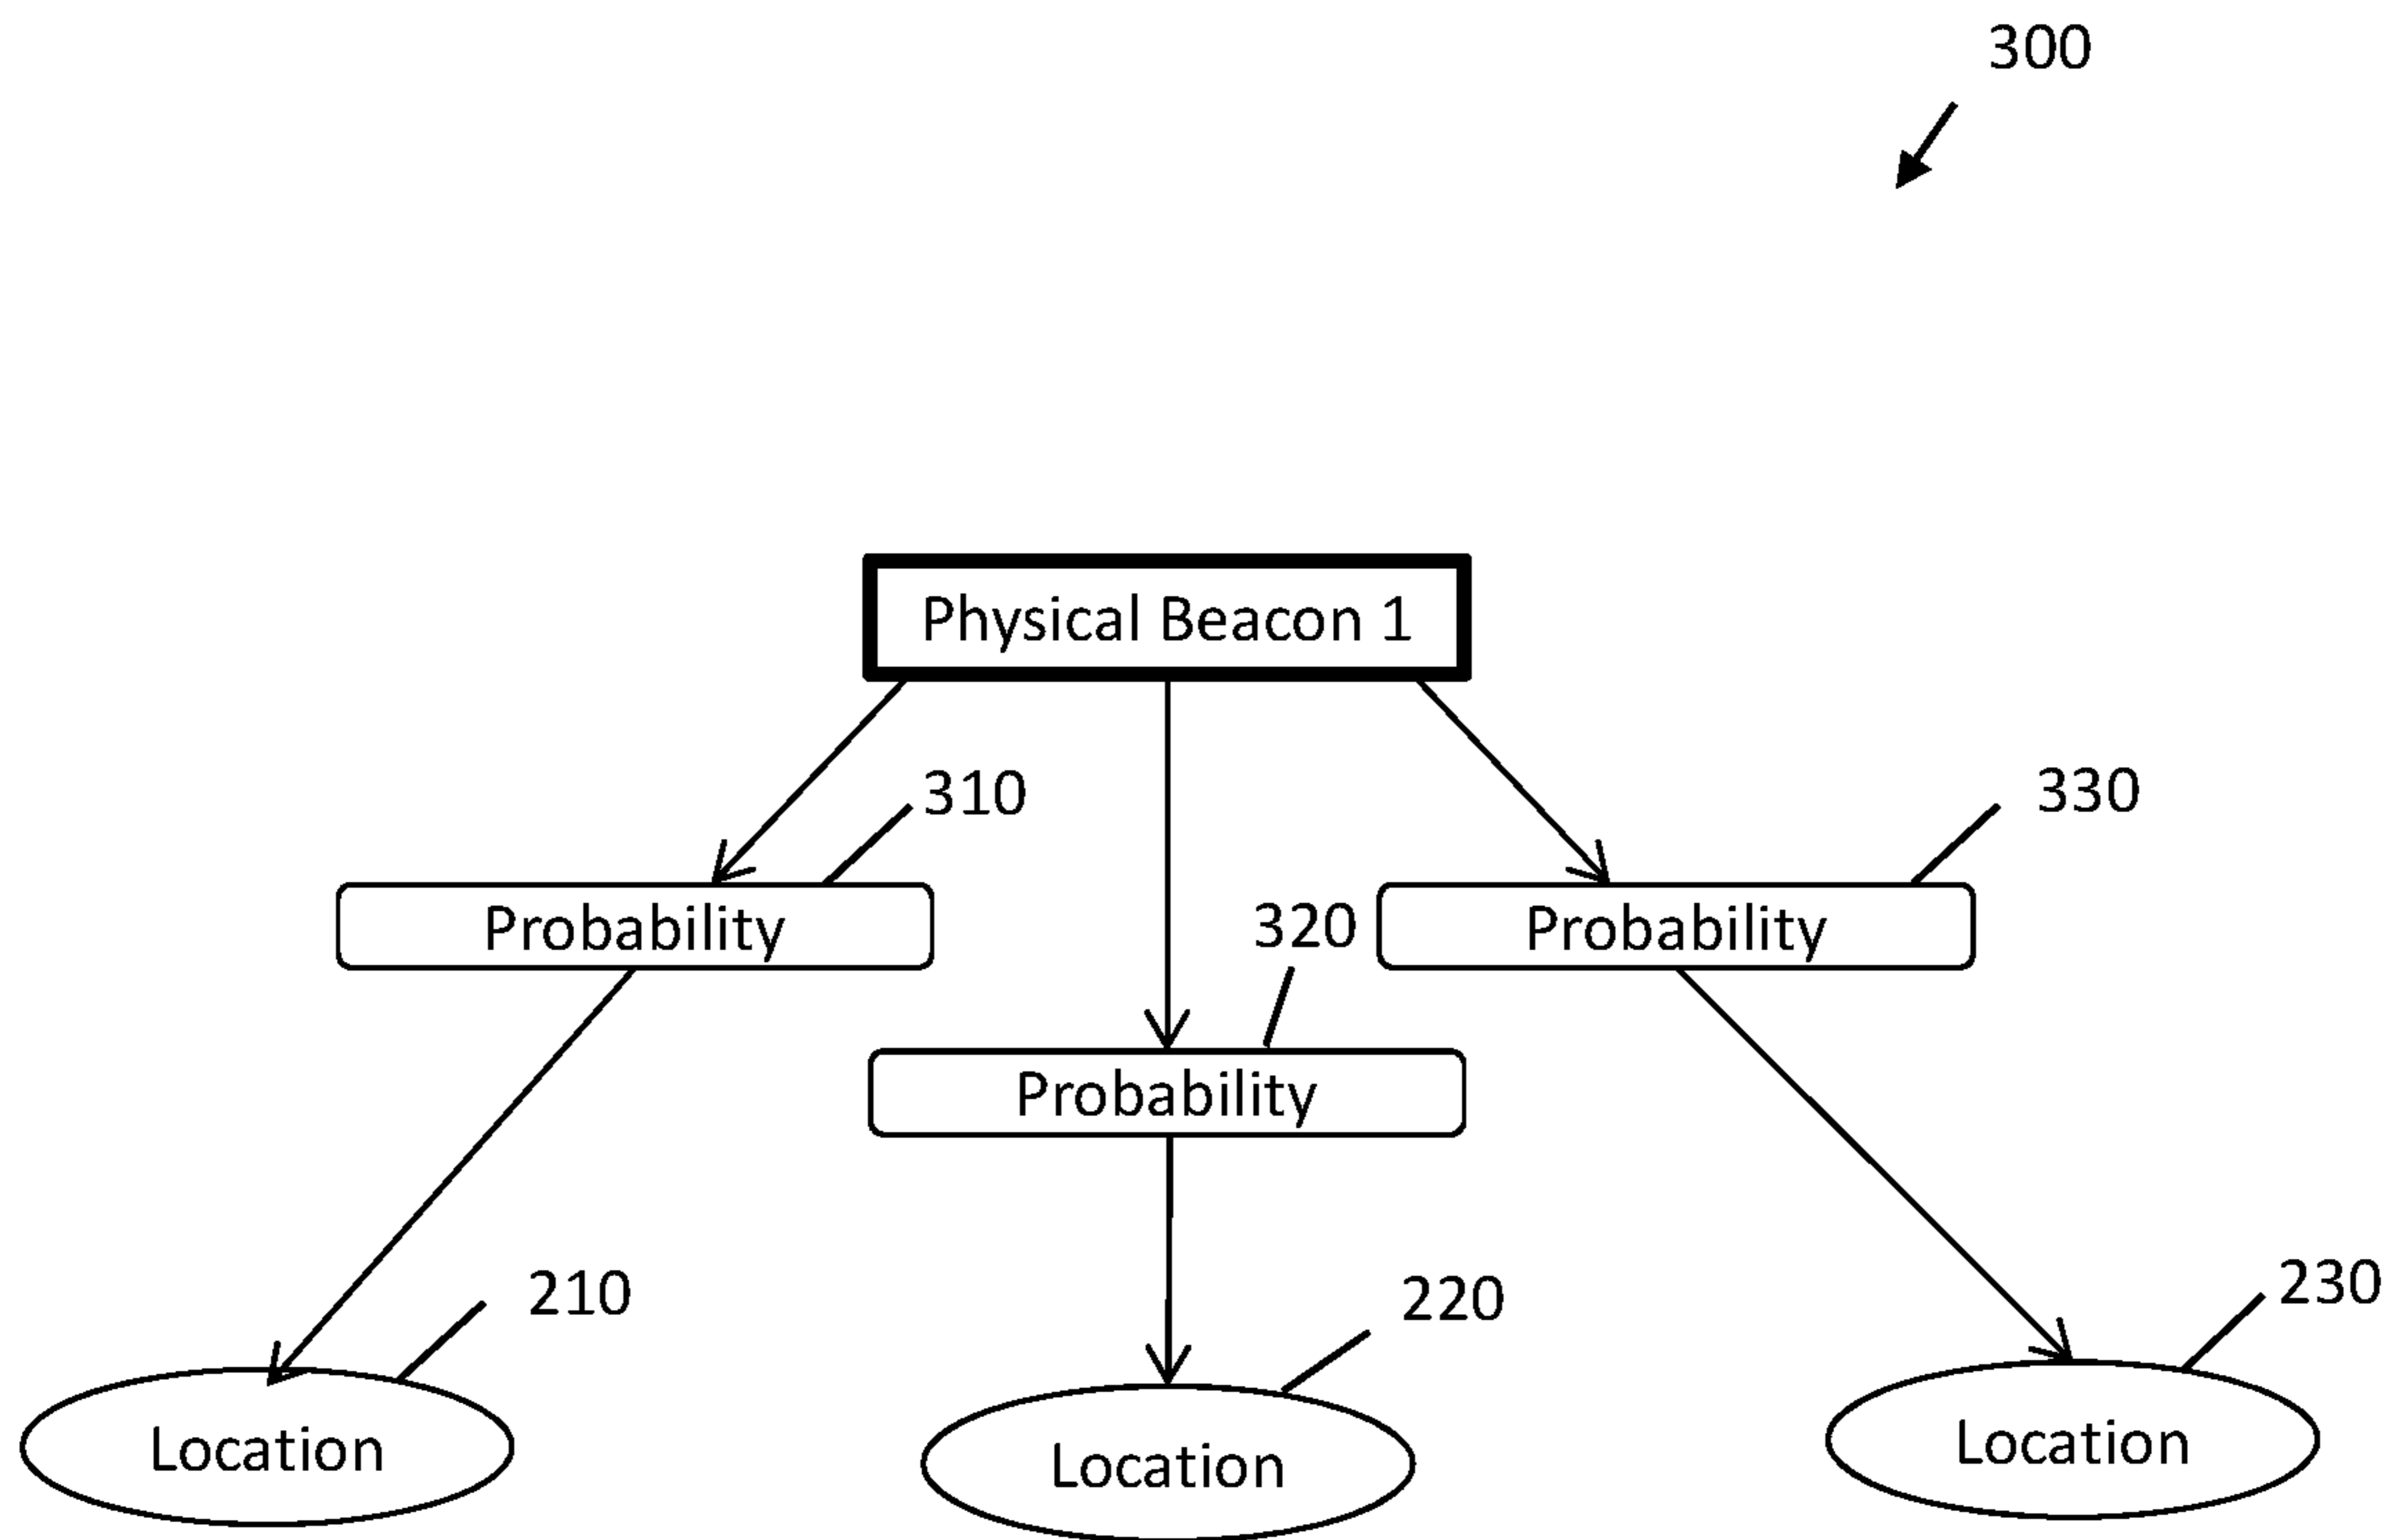 300
Physical Beacon 1
310
330
Probability
320
Probability
Probability
210
220
230
Location
Location
Location